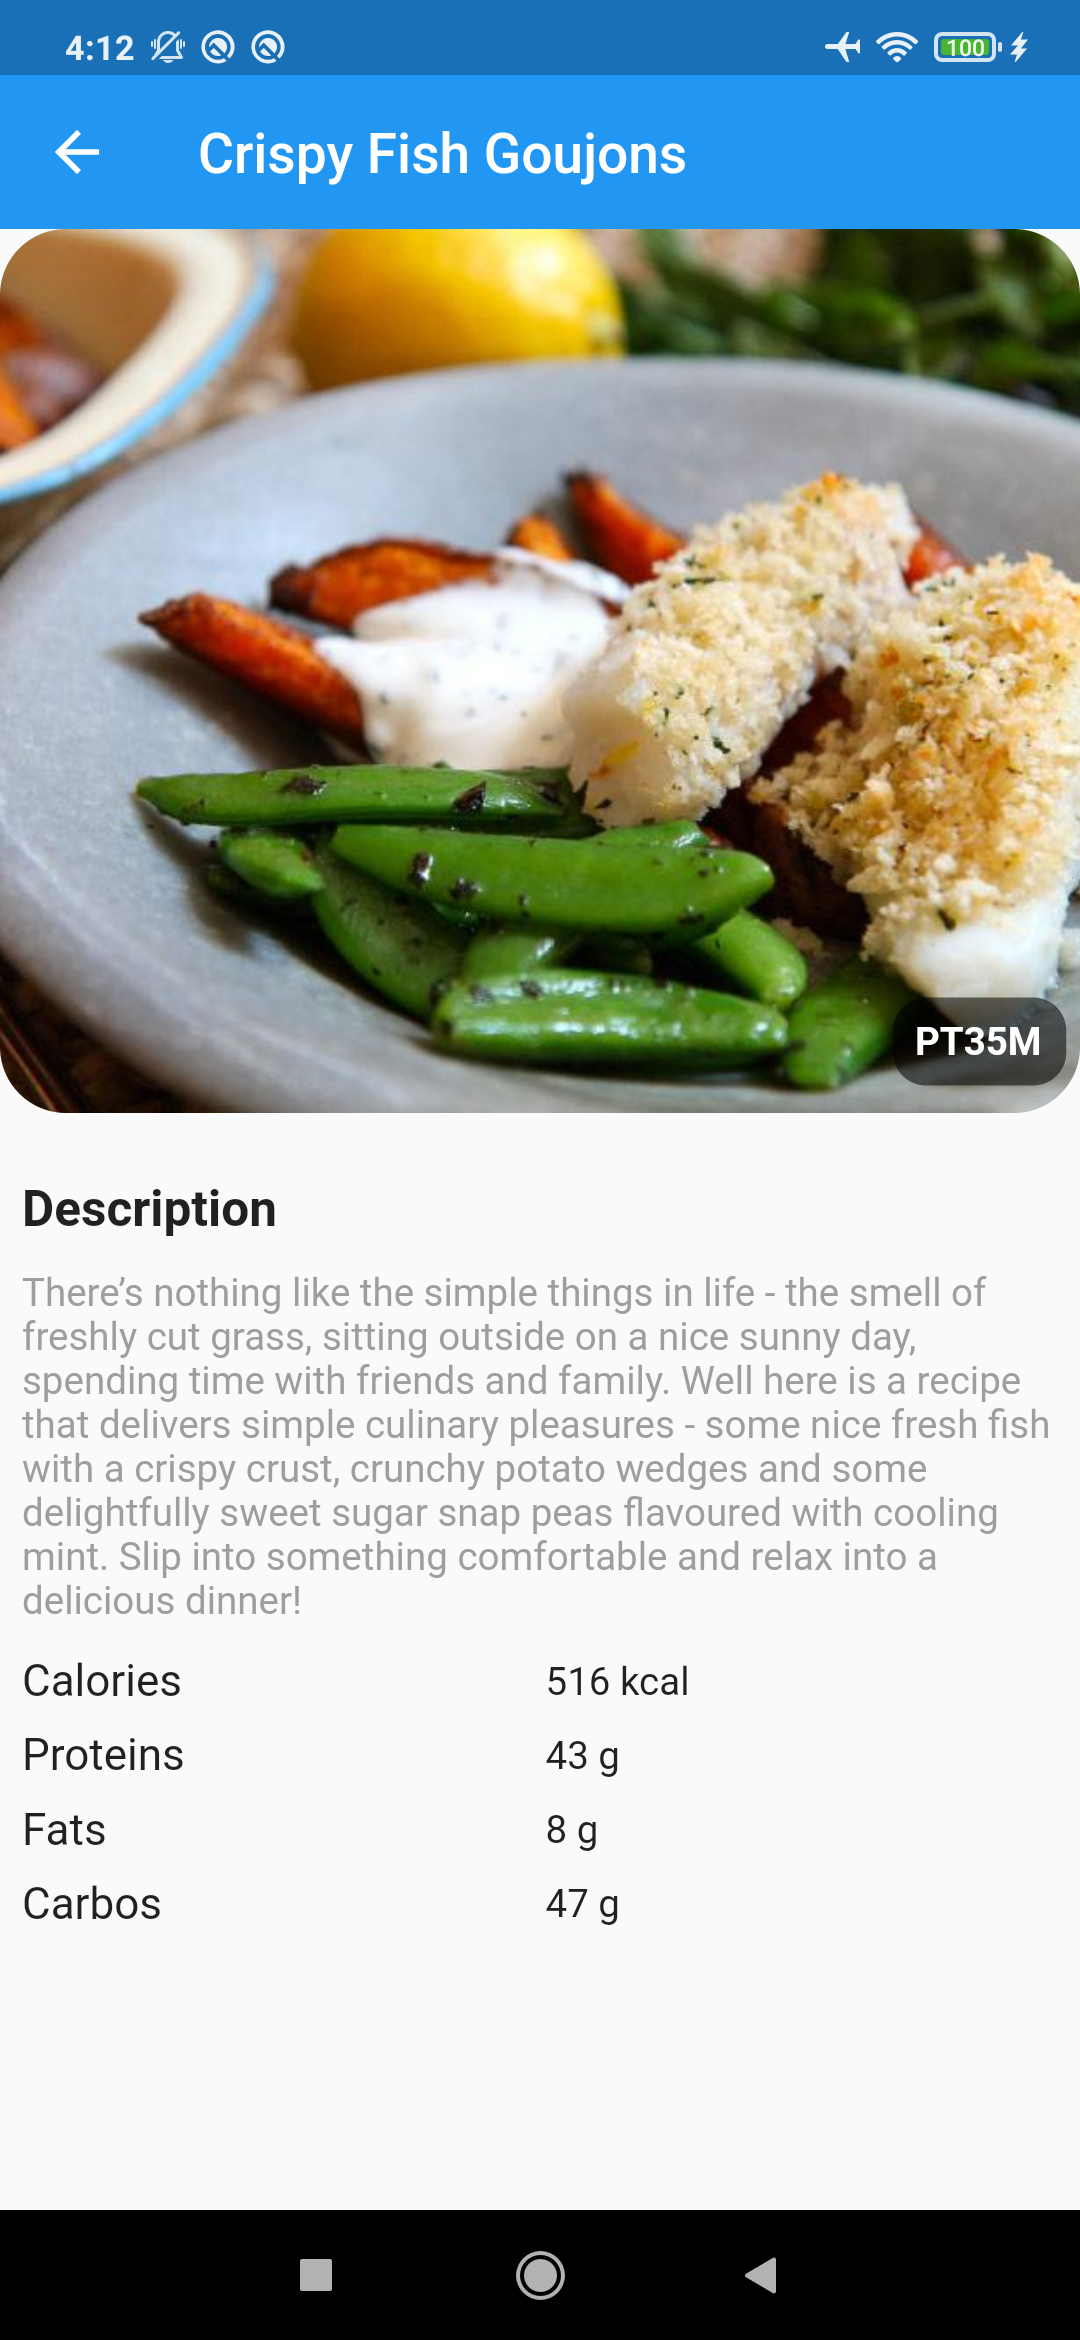 4:12
100
Crispy Fish Goujons
PT35M
Description
There’s nothing like the simple things in life - the smell of
freshly cut grass, sitting outside on a nice sunny day,
spending time with friends and family. Well here is a recipe
that delivers simple culinary pleasures - some nice fresh fish
with a crispy crust, crunchy potato wedges and some
delightfully sweet sugar snap peas flavoured with cooling
mint. Slip into something comfortable and relax into a
delicious dinner!
Calories 516 kcal
Proteins 43 g
Fats 8 g
Carbos 47 g